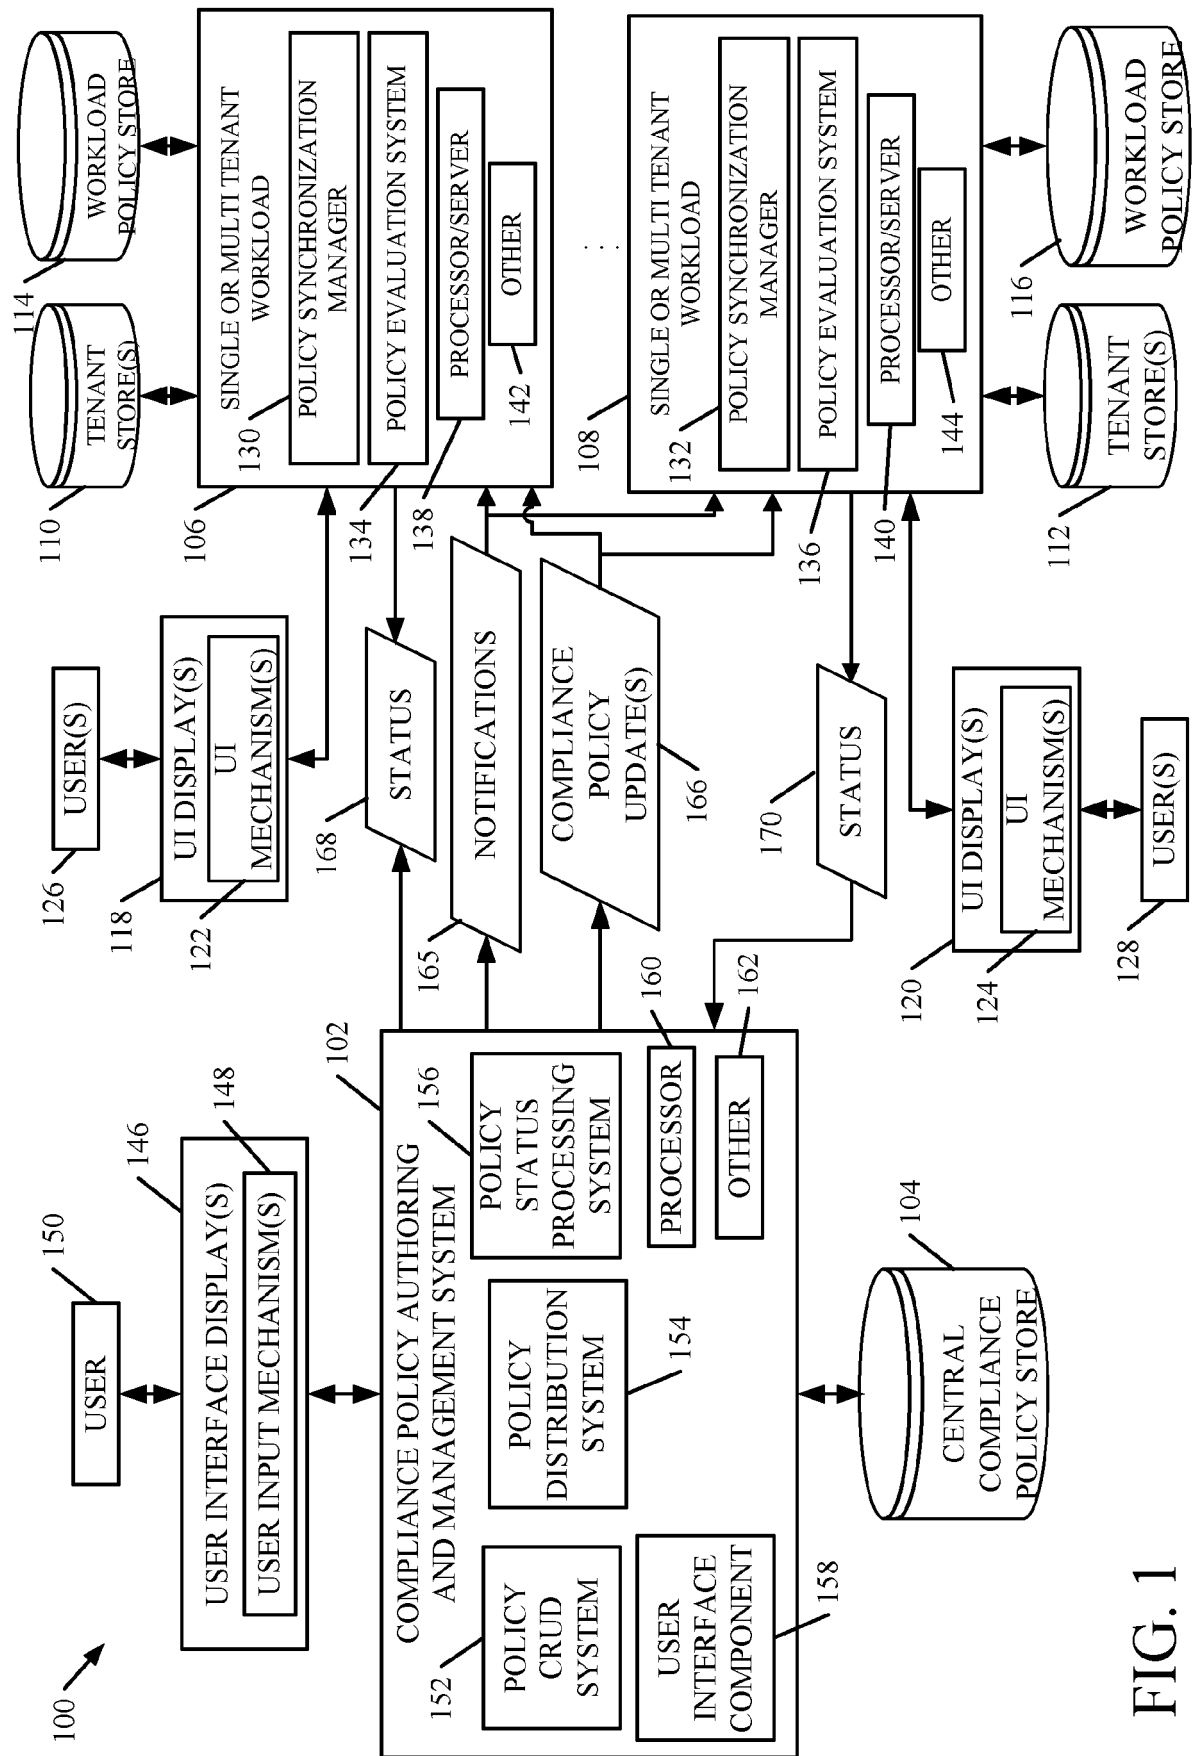 100
150
USER
146
USER INTERFACE DISPLAY(S)
148
USER INPUT MECHANISM(S)
102
COMPLIANCE POLICY AUTHORING
AND MANAGEMENT SYSTEM
152
POLICY
CRUD
SYSTEM
POLICY
DISTRIBUTION
SYSTEM
154
156
POLICY
STATUS
PROCESSING
SYSTEM
USER
INTERFACE
COMPONENT
158
160
PROCESSOR
162
OTHER
104
CENTRAL
COMPLIANCE
POLICY STORE
126
USER(S)
118
UI DISPLAY(S)
122
UI
MECHANISM(S)
168
STATUS
165
NOTIFICATIONS
COMPLIANCE
POLICY
UPDATE(S)
166
170
STATUS
120
UI DISPLAY(S)
124
UI
MECHANISM(S)
128
USER(S)
110
TENANT
STORE(S)
114
WORKLOAD
POLICY STORE
106
SINGLE OR MULTI TENANT
WORKLOAD
130
POLICY SYNCHRONIZATION
MANAGER
134
POLICY EVALUATION SYSTEM
138
PROCESSOR/SERVER
142
OTHER
. . .
108
SINGLE OR MULTI TENANT
WORKLOAD
132
POLICY SYNCHRONIZATION
MANAGER
136
POLICY EVALUATION SYSTEM
140
PROCESSOR/SERVER
144
OTHER
112
TENANT
STORE(S)
116
WORKLOAD
POLICY STORE
FIG. 1